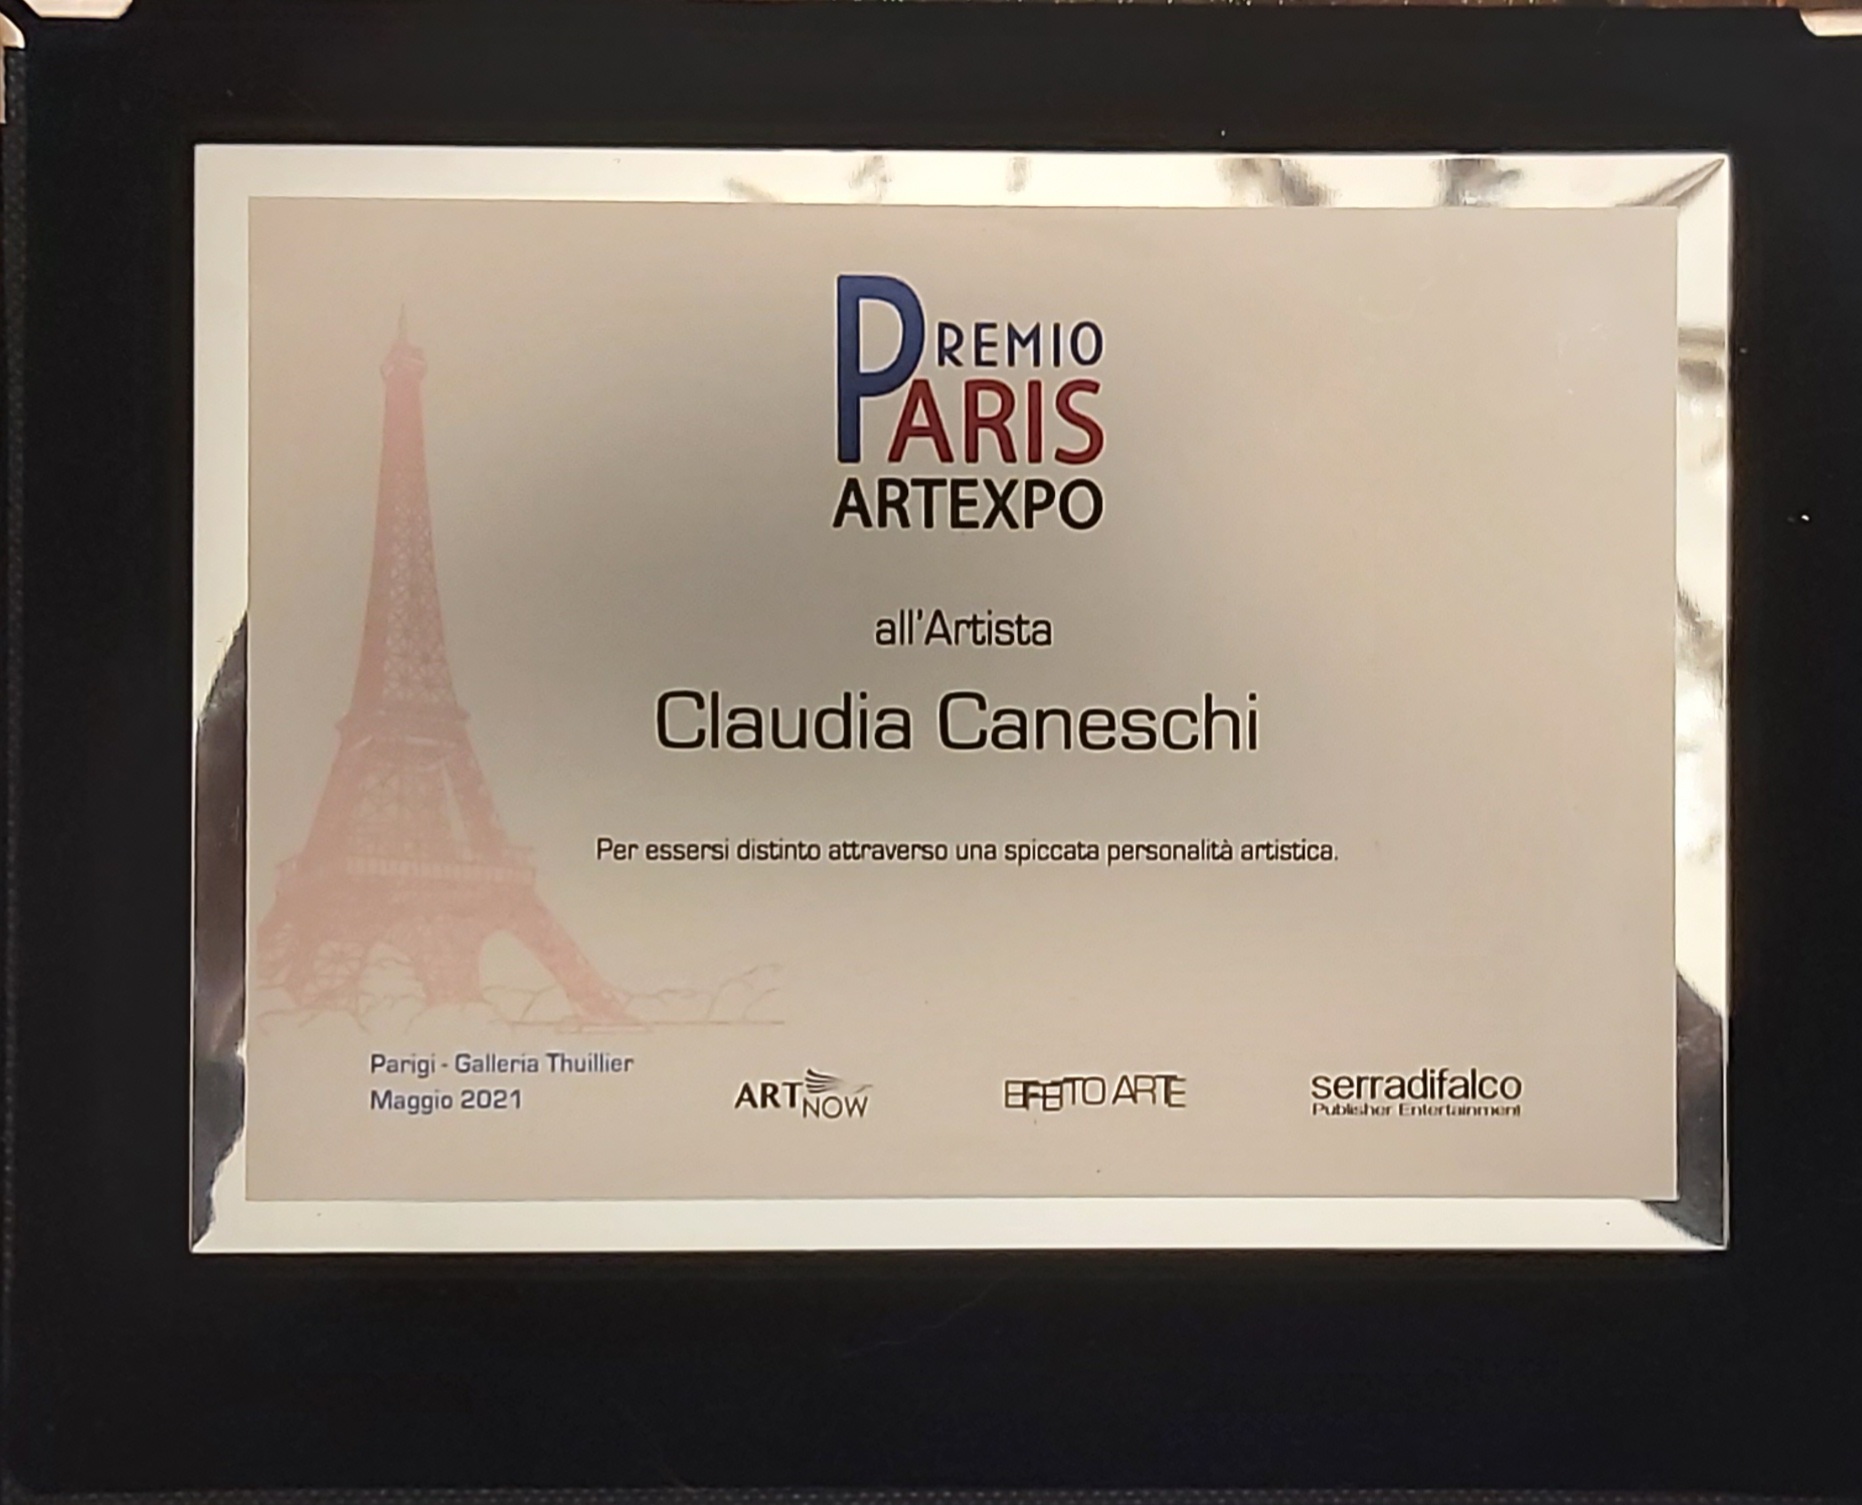 PREMIO
PARIS
ARTEXPO
all'Artista
Claudia Caneschi
Per essersi distinto attraverso una spiccata personalità artistica.
Parigi - Galleria Thuillier
Maggio 2021
ART NOW
EFFETTO ARTE
serradifalco
Publisher Entertainment